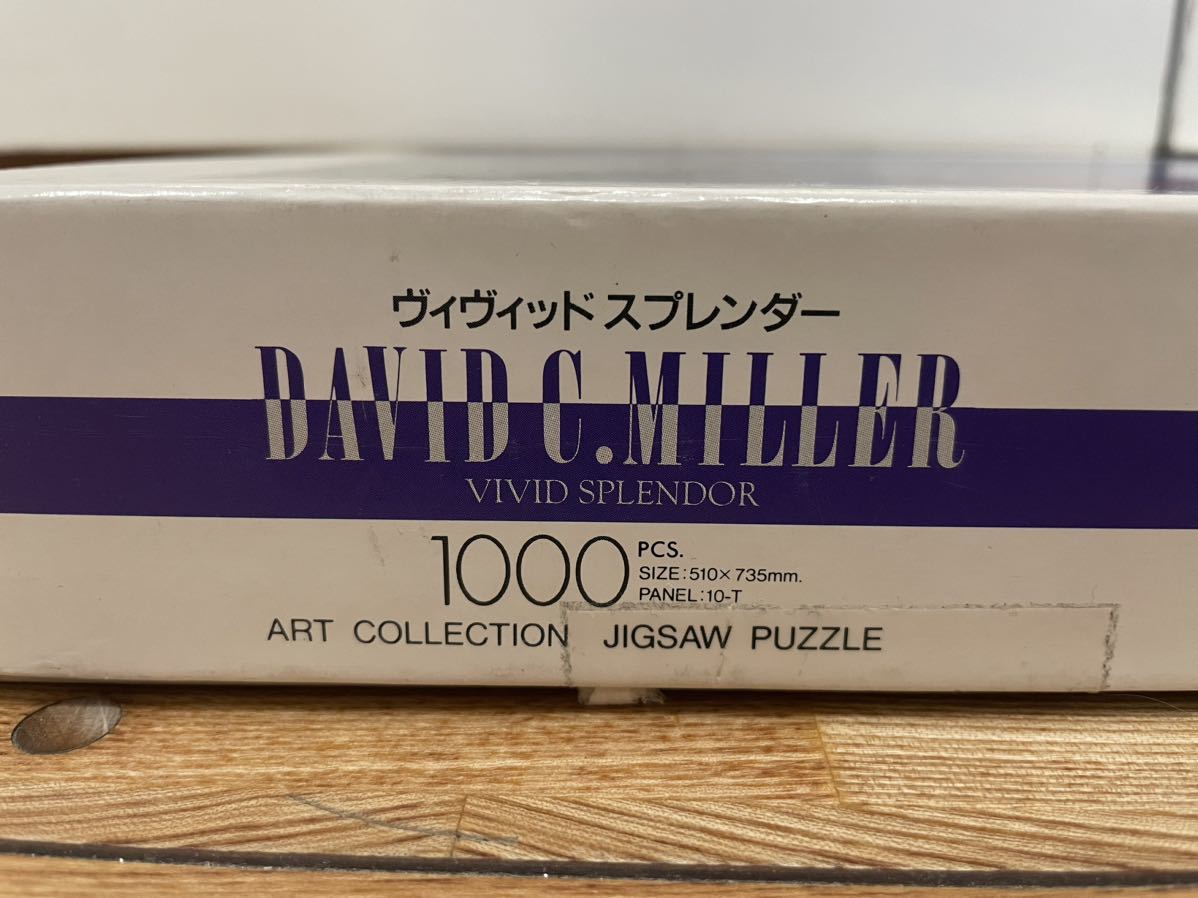 ヴィヴィッド スプレンダー
DAVID C.MILLER
VIVID SPLENDOR
1000 PCS.
SIZE:510×735mm.
PANEL:10-T
ART COLLECTION JIGSAW PUZZLE